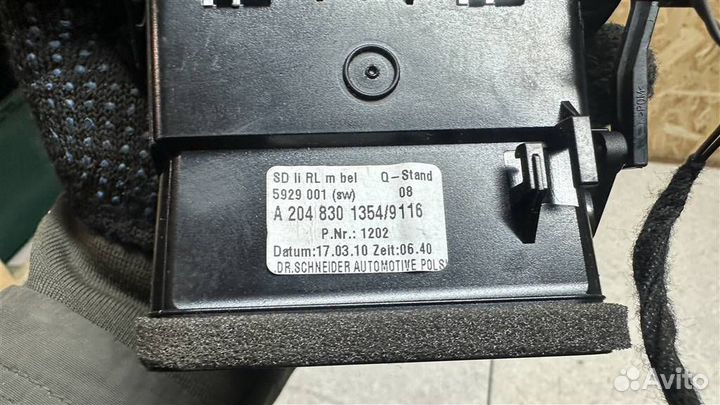 SD li RL m bel Q-Stand
5929 001 (sw) 08
A 204 830 1354/9116
P.Nr.: 1202
Datum:17.03.10 Zeit:06.40
.DR.SCHNEIDER AUTOMOTIVE POLS
>POM<
Avito